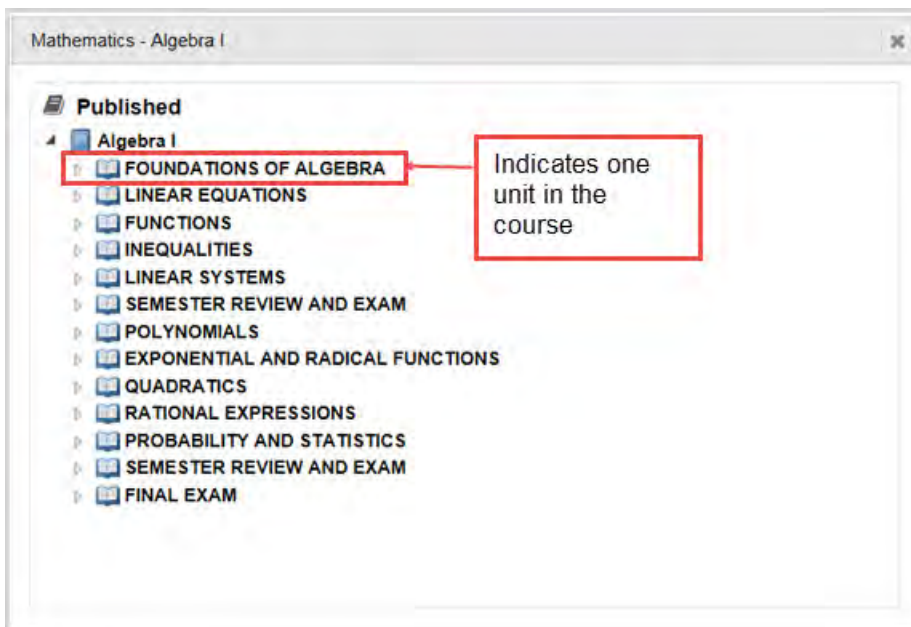 Mathematics - Algebra I
Published
Algebra I
FOUNDATIONS OF ALGEBRA
LINEAR EQUATIONS
FUNCTIONS
INEQUALITIES
LINEAR SYSTEMS
SEMESTER REVIEW AND EXAM
POLYNOMIALS
EXPONENTIAL AND RADICAL FUNCTIONS
QUADRATICS
RATIONAL EXPRESSIONS
PROBABILITY AND STATISTICS
SEMESTER REVIEW AND EXAM
FINAL EXAM
Indicates one
unit in the
course